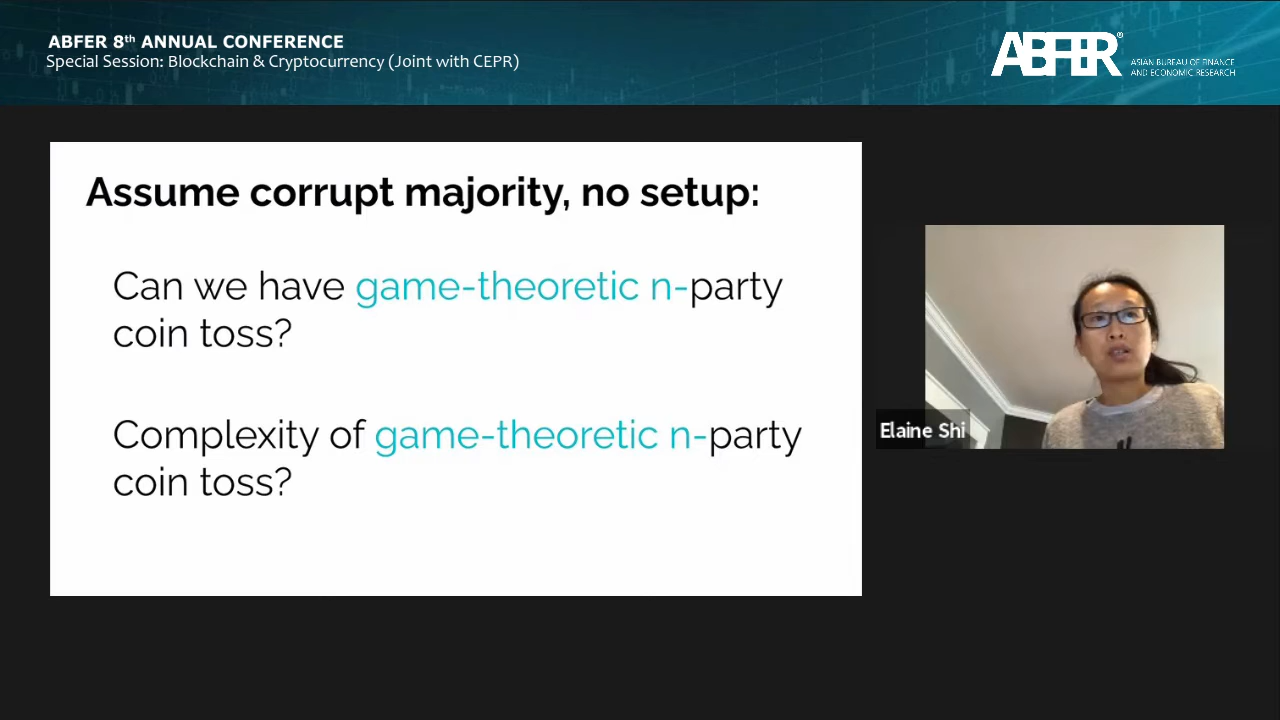 ABFER 8th ANNUAL CONFERENCE
Special Session: Blockchain & Cryptocurrency (Joint with CEPR)
ABFER®
ASIAN BUREAU OF FINANCE
AND ECONOMIC RESEARCH
Assume corrupt majority, no setup:
Can we have game-theoretic n-party
coin toss?
Complexity of game-theoretic n-party
coin toss?
Elaine Shi